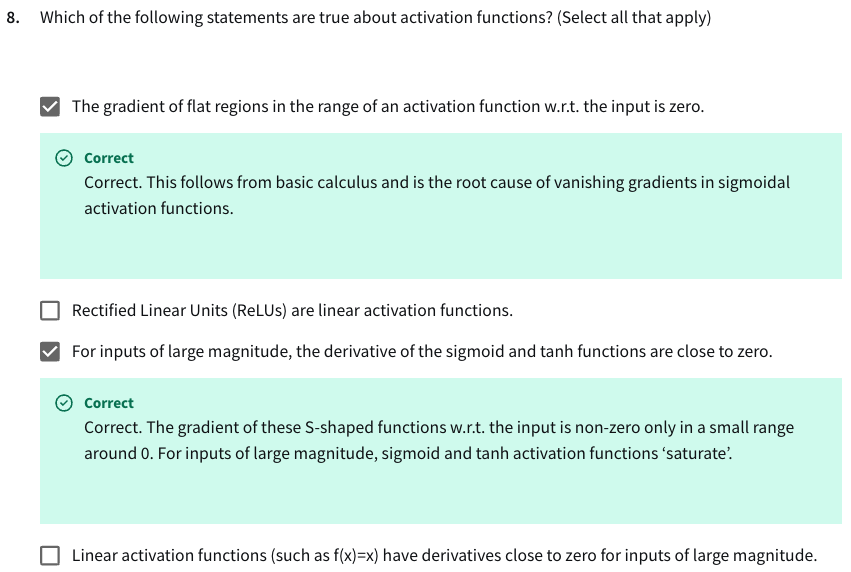 8. Which of the following statements are true about activation functions? (Select all that apply)
The gradient of flat regions in the range of an activation function w.r.t. the input is zero.
Correct
Correct. This follows from basic calculus and is the root cause of vanishing gradients in sigmoidal
activation functions.
Rectified Linear Units (ReLUs) are linear activation functions.
For inputs of large magnitude, the derivative of the sigmoid and tanh functions are close to zero.
Correct
Correct. The gradient of these S-shaped functions w.r.t. the input is non-zero only in a small range
around 0. For inputs of large magnitude, sigmoid and tanh activation functions ‘saturate’.
Linear activation functions (such as f(x)=x) have derivatives close to zero for inputs of large magnitude.